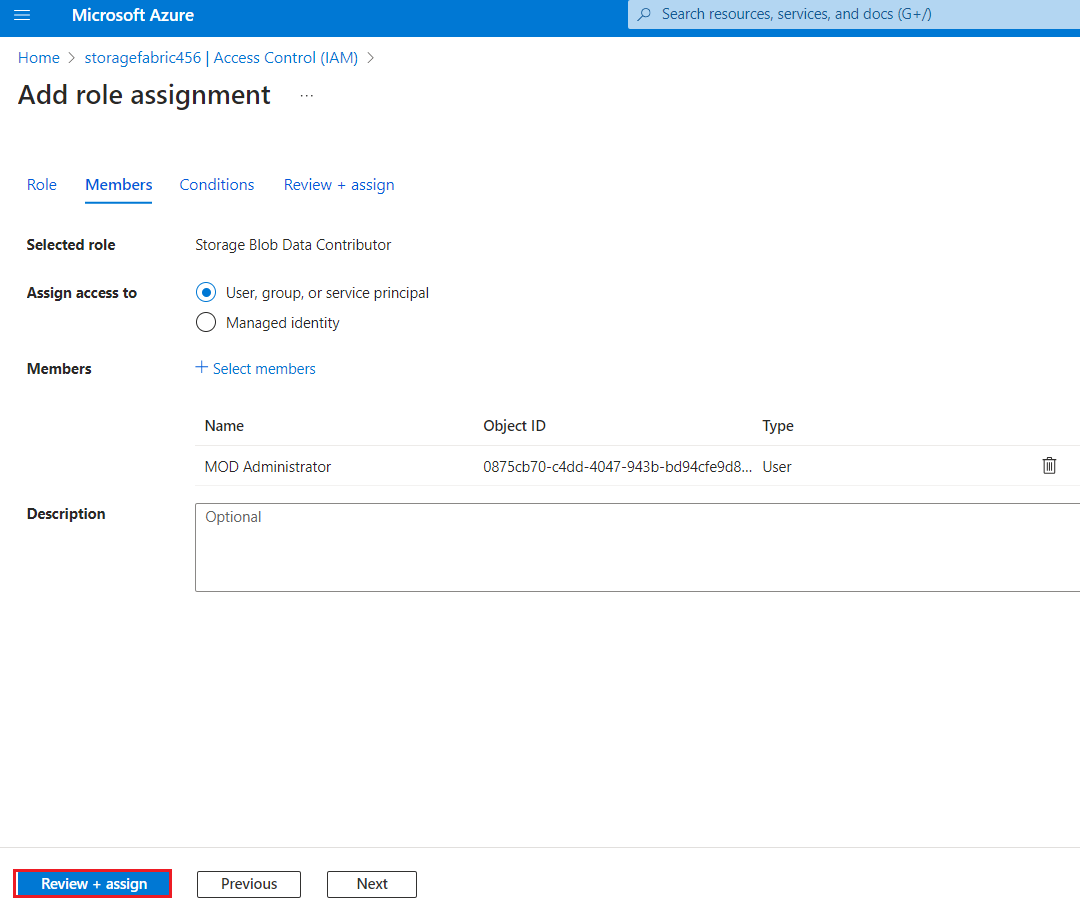 Microsoft Azure
Search resources, services, and docs (G+/)
Home > storagefabric456 | Access Control (IAM) >
Add role assignment ...
Role Members Conditions Review + assign
Selected role Storage Blob Data Contributor
Assign access to User, group, or service principal
Managed identity
Members + Select members
Name Object ID Type
MOD Administrator 0875cb70-c4dd-4047-943b-bd94cfe9d8... User
Description Optional
Review + assign Previous Next